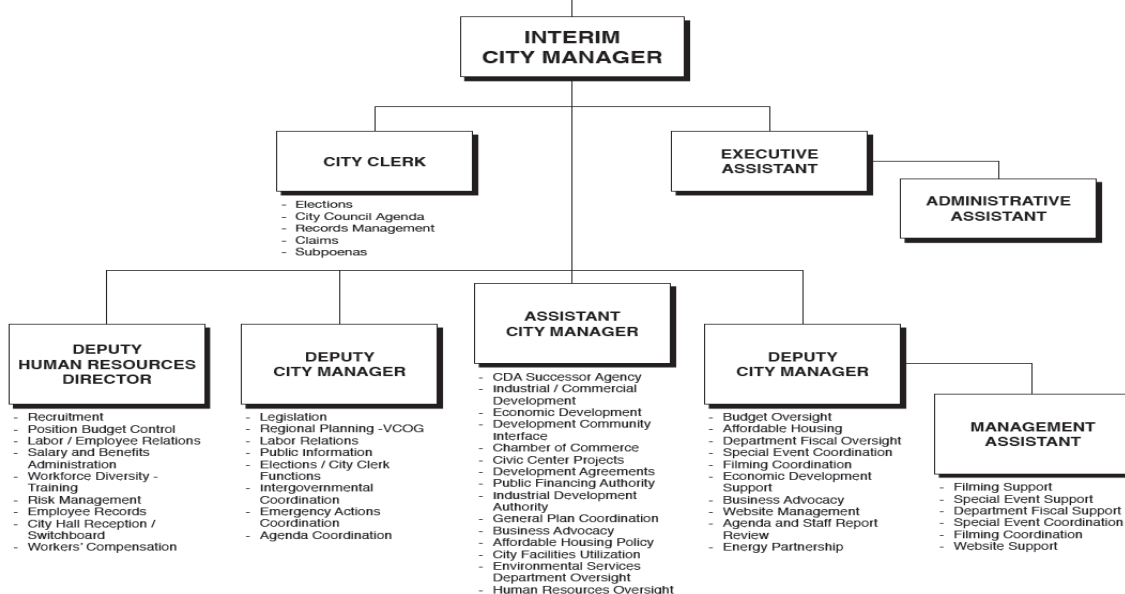 INTERIM
CITY MANAGER
CITY CLERK
- Elections
- City Council Agenda
- Records Management
- Claims
- Subpoenas
EXECUTIVE
ASSISTANT
ADMINISTRATIVE
ASSISTANT
DEPUTY
HUMAN RESOURCES
DIRECTOR
- Recruitment
- Position Budget Control
- Labor / Employee Relations
- Salary and Benefits
Administration
- Workforce Diversity -
Training
- Risk Management
- Employee Records
- City Hall Reception /
Switchboard
- Workers' Compensation
DEPUTY
CITY MANAGER
- Legislation
- Regional Planning -VCOG
- Labor Relations
- Public Information
- Elections / City Clerk
Functions
- Intergovernmental
Coordination
- Emergency Actions
Coordination
- Agenda Coordination
ASSISTANT
CITY MANAGER
- CDA Successor Agency
- Industrial / Commercial
Development
- Economic Development
- Development Community
Interface
- Chamber of Commerce
- Civic Center Projects
- Development Agreements
- Public Financing Authority
- Industrial Development
Authority
- General Plan Coordination
- Business Advocacy
- Affordable Housing Policy
- City Facilities Utilization
- Environmental Services
Department Oversight
- Human Resources Oversight
DEPUTY
CITY MANAGER
- Budget Oversight
- Affordable Housing
- Department Fiscal Oversight
- Special Event Coordination
- Filming Coordination
- Economic Development
Support
- Business Advocacy
- Website Management
- Agenda and Staff Report
Review
- Energy Partnership
MANAGEMENT
ASSISTANT
- Filming Support
- Special Event Support
- Department Fiscal Support
- Special Event Coordination
- Filming Coordination
- Website Support